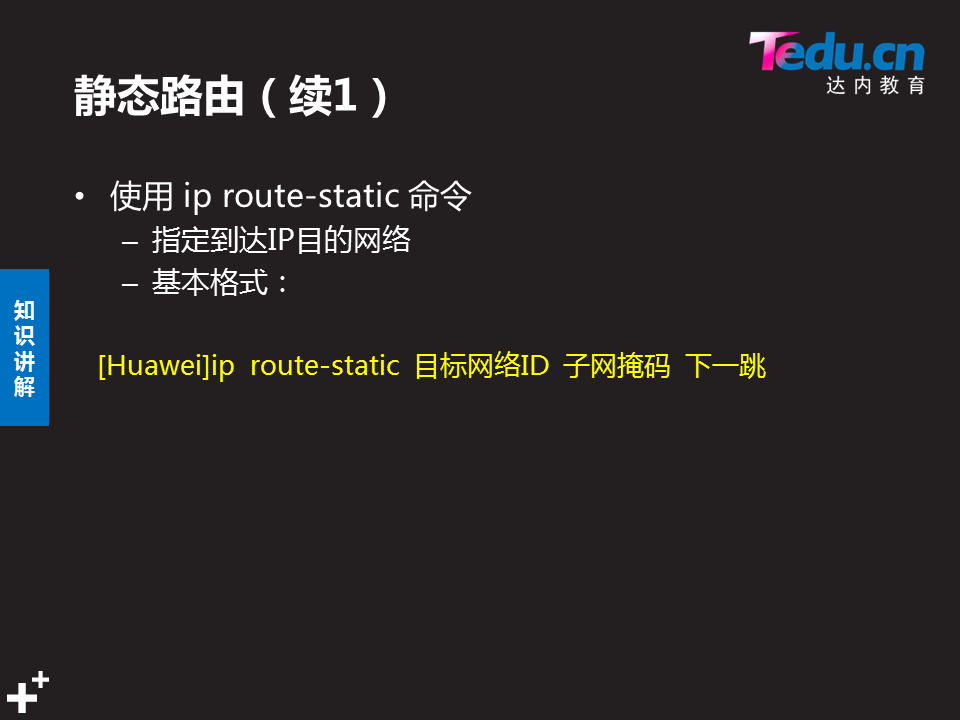 Tedu.cn
达内教育
静态路由（续1）
• 使用 ip route-static 命令
– 指定到达IP目的网络
– 基本格式：
知识讲解
[Huawei]ip route-static 目标网络ID 子网掩码 下一跳